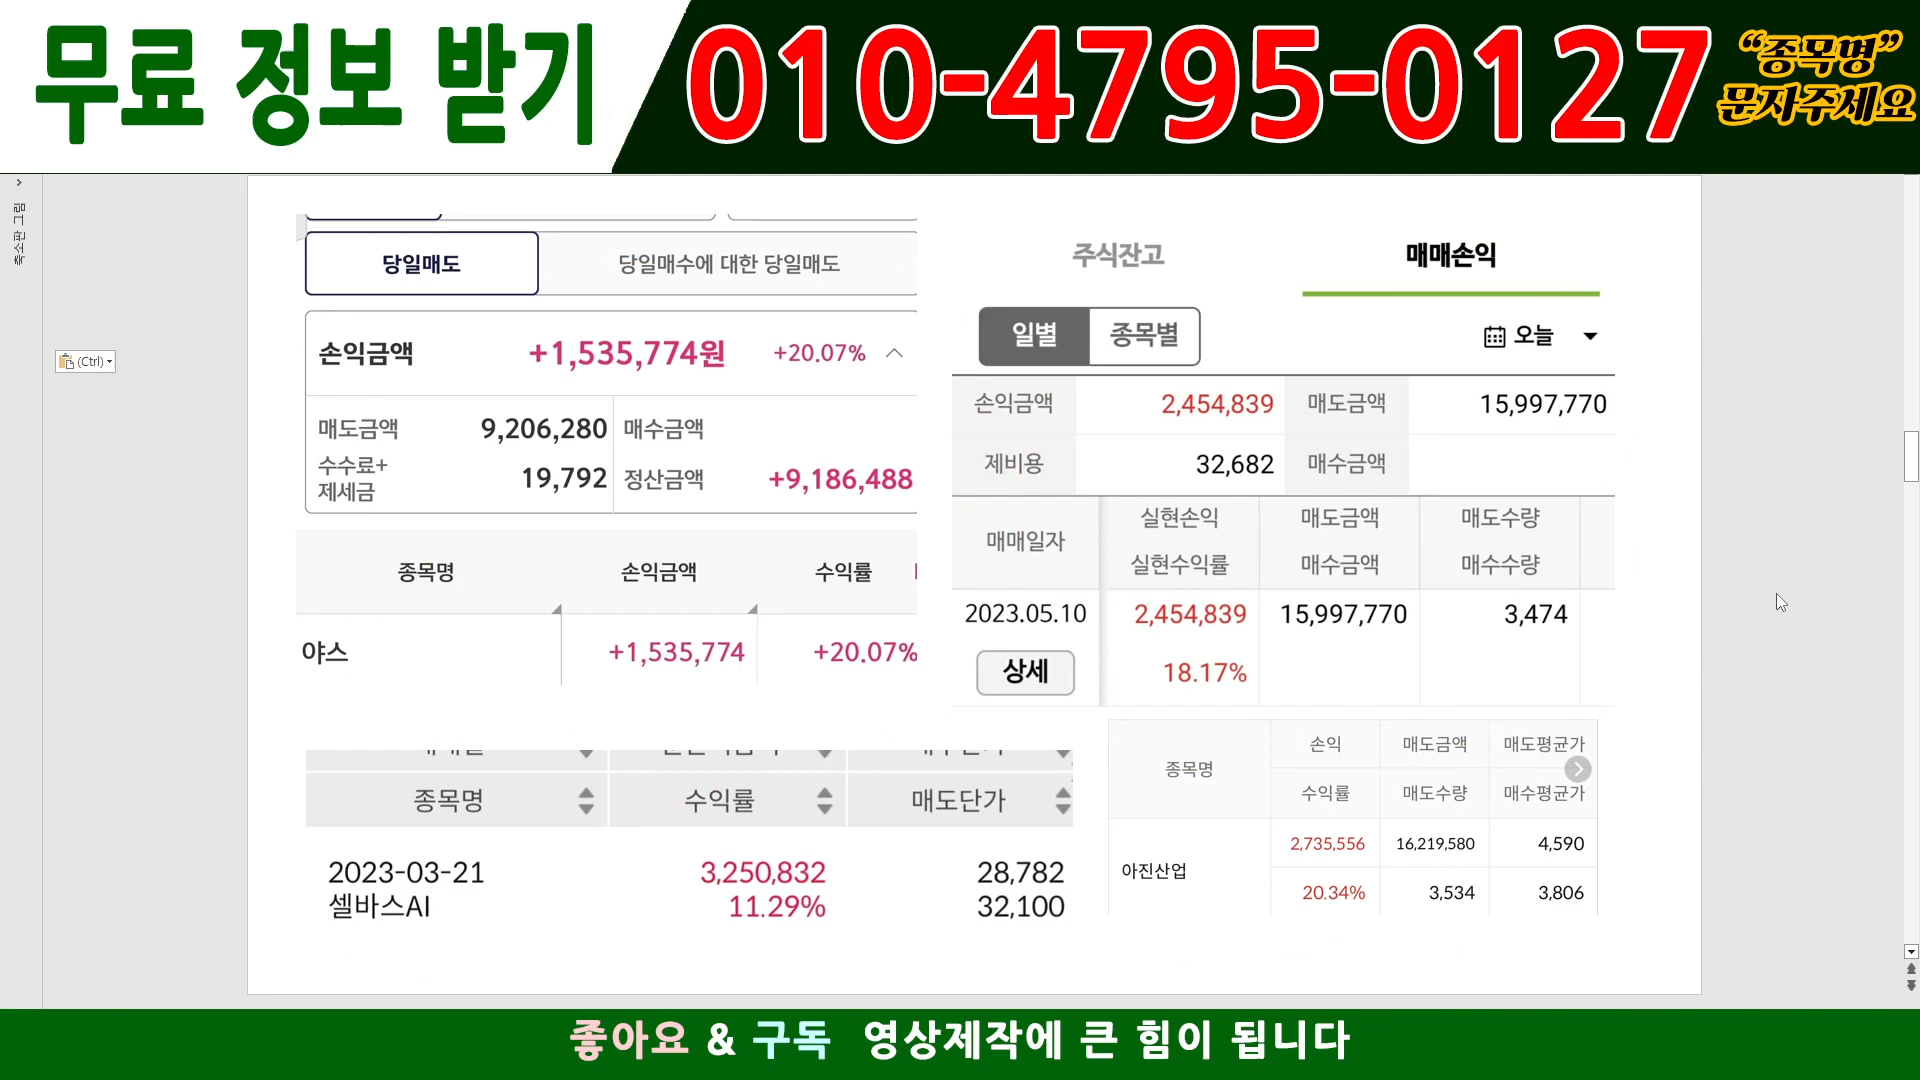 무료 정보 받기
010-4795-0127
“종목명”
문자주세요
축소판 그림
(Ctrl)
당일매도
당일매수에 대한 당일매도
손익금액 +1,535,774원 +20.07%
매도금액 9,206,280 매수금액
수수료+
제세금 19,792 정산금액 +9,186,488
종목명 손익금액 수익률
야스 +1,535,774 +20.07%
주식잔고 매매손익
일별 종목별 오늘
손익금액 2,454,839 매도금액 15,997,770
제비용 32,682 매수금액
매매일자 실현손익 매도금액 매도수량
실현수익률 매수금액 매수수량
2023.05.10 2,454,839 15,997,770 3,474
상세 18.17%
종목명 수익률 매도단가
2023-03-21 3,250,832 28,782
셀바스AI 11.29% 32,100
종목명 손익 매도금액 매도평균가
수익률 매도수량 매수평균가
아진산업 2,735,556 16,219,580 4,590
20.34% 3,534 3,806
좋아요 & 구독 영상제작에 큰 힘이 됩니다